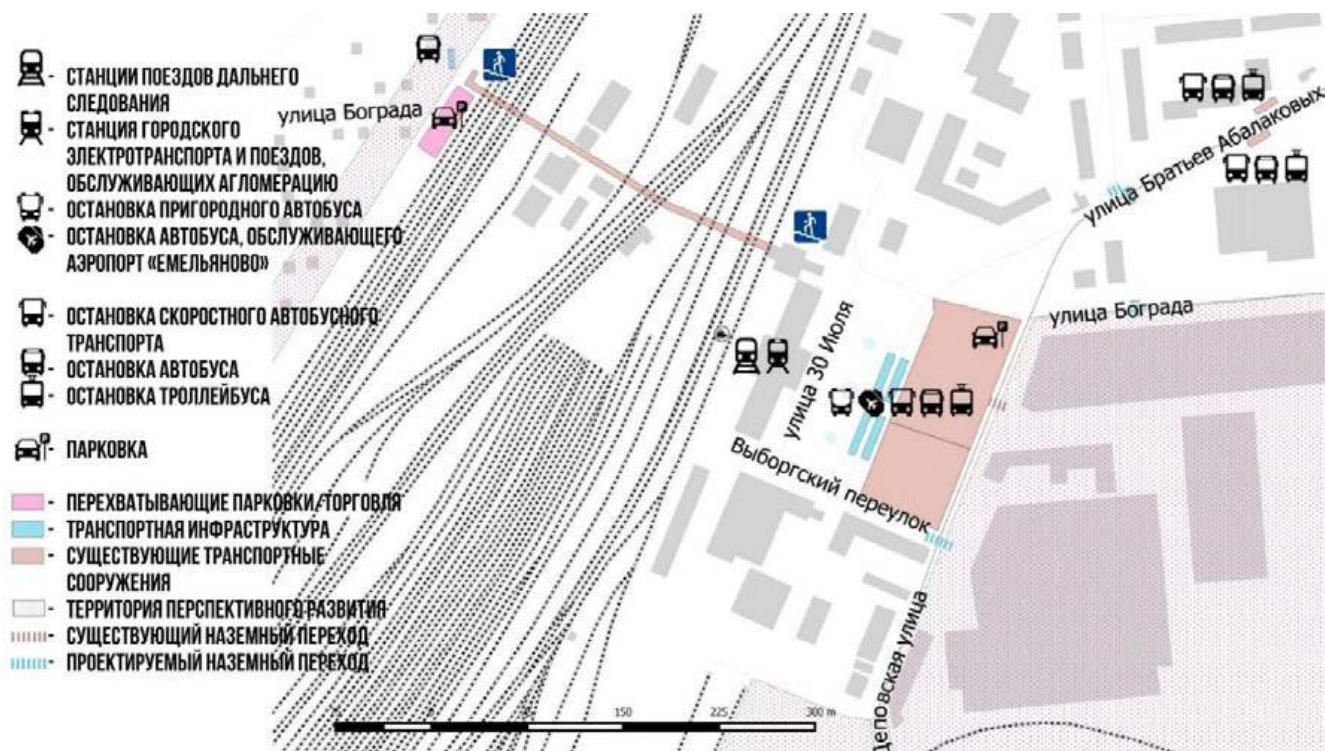 - СТАНЦИИ ПОЕЗДОВ ДАЛЬНЕГО
СЛЕДОВАНИЯ
- СТАНЦИЯ ГОРОДСКОГО
ЭЛЕКТРОТРАНСПОРТА И ПОЕЗДОВ,
ОБСЛУЖИВАЮЩИХ АГЛОМЕРАЦИЮ
- ОСТАНОВКА ПРИГОРОДНОГО АВТОБУСА
- ОСТАНОВКА АВТОБУСА, ОБСЛУЖИВАЮЩЕГО
АЭРОПОРТ «ЕМЕЛЬЯНОВО»
- ОСТАНОВКА СКОРОСТНОГО АВТОБУСНОГО
ТРАНСПОРТА
- ОСТАНОВКА АВТОБУСА
- ОСТАНОВКА ТРОЛЛЕЙБУСА
- ПАРКОВКА
- ПЕРЕХВАТЫВАЮЩИЕ ПАРКОВКИ/ТОРГОВЛЯ
- ТРАНСПОРТНАЯ ИНФРАСТРУКТУРА
- СУЩЕСТВУЮЩИЕ ТРАНСПОРТНЫЕ
СООРУЖЕНИЯ
- ТЕРРИТОРИЯ ПЕРСПЕКТИВНОГО РАЗВИТИЯ
- СУЩЕСТВУЮЩИЙ НАЗЕМНЫЙ ПЕРЕХОД
- ПРОЕКТИРУЕМЫЙ НАЗЕМНЫЙ ПЕРЕХОД
улица Бограда
улица Братьев Абалаковых
улица Бограда
улица 30 Июля
Выборгский переулок
Деповская улица
150
225
300 m